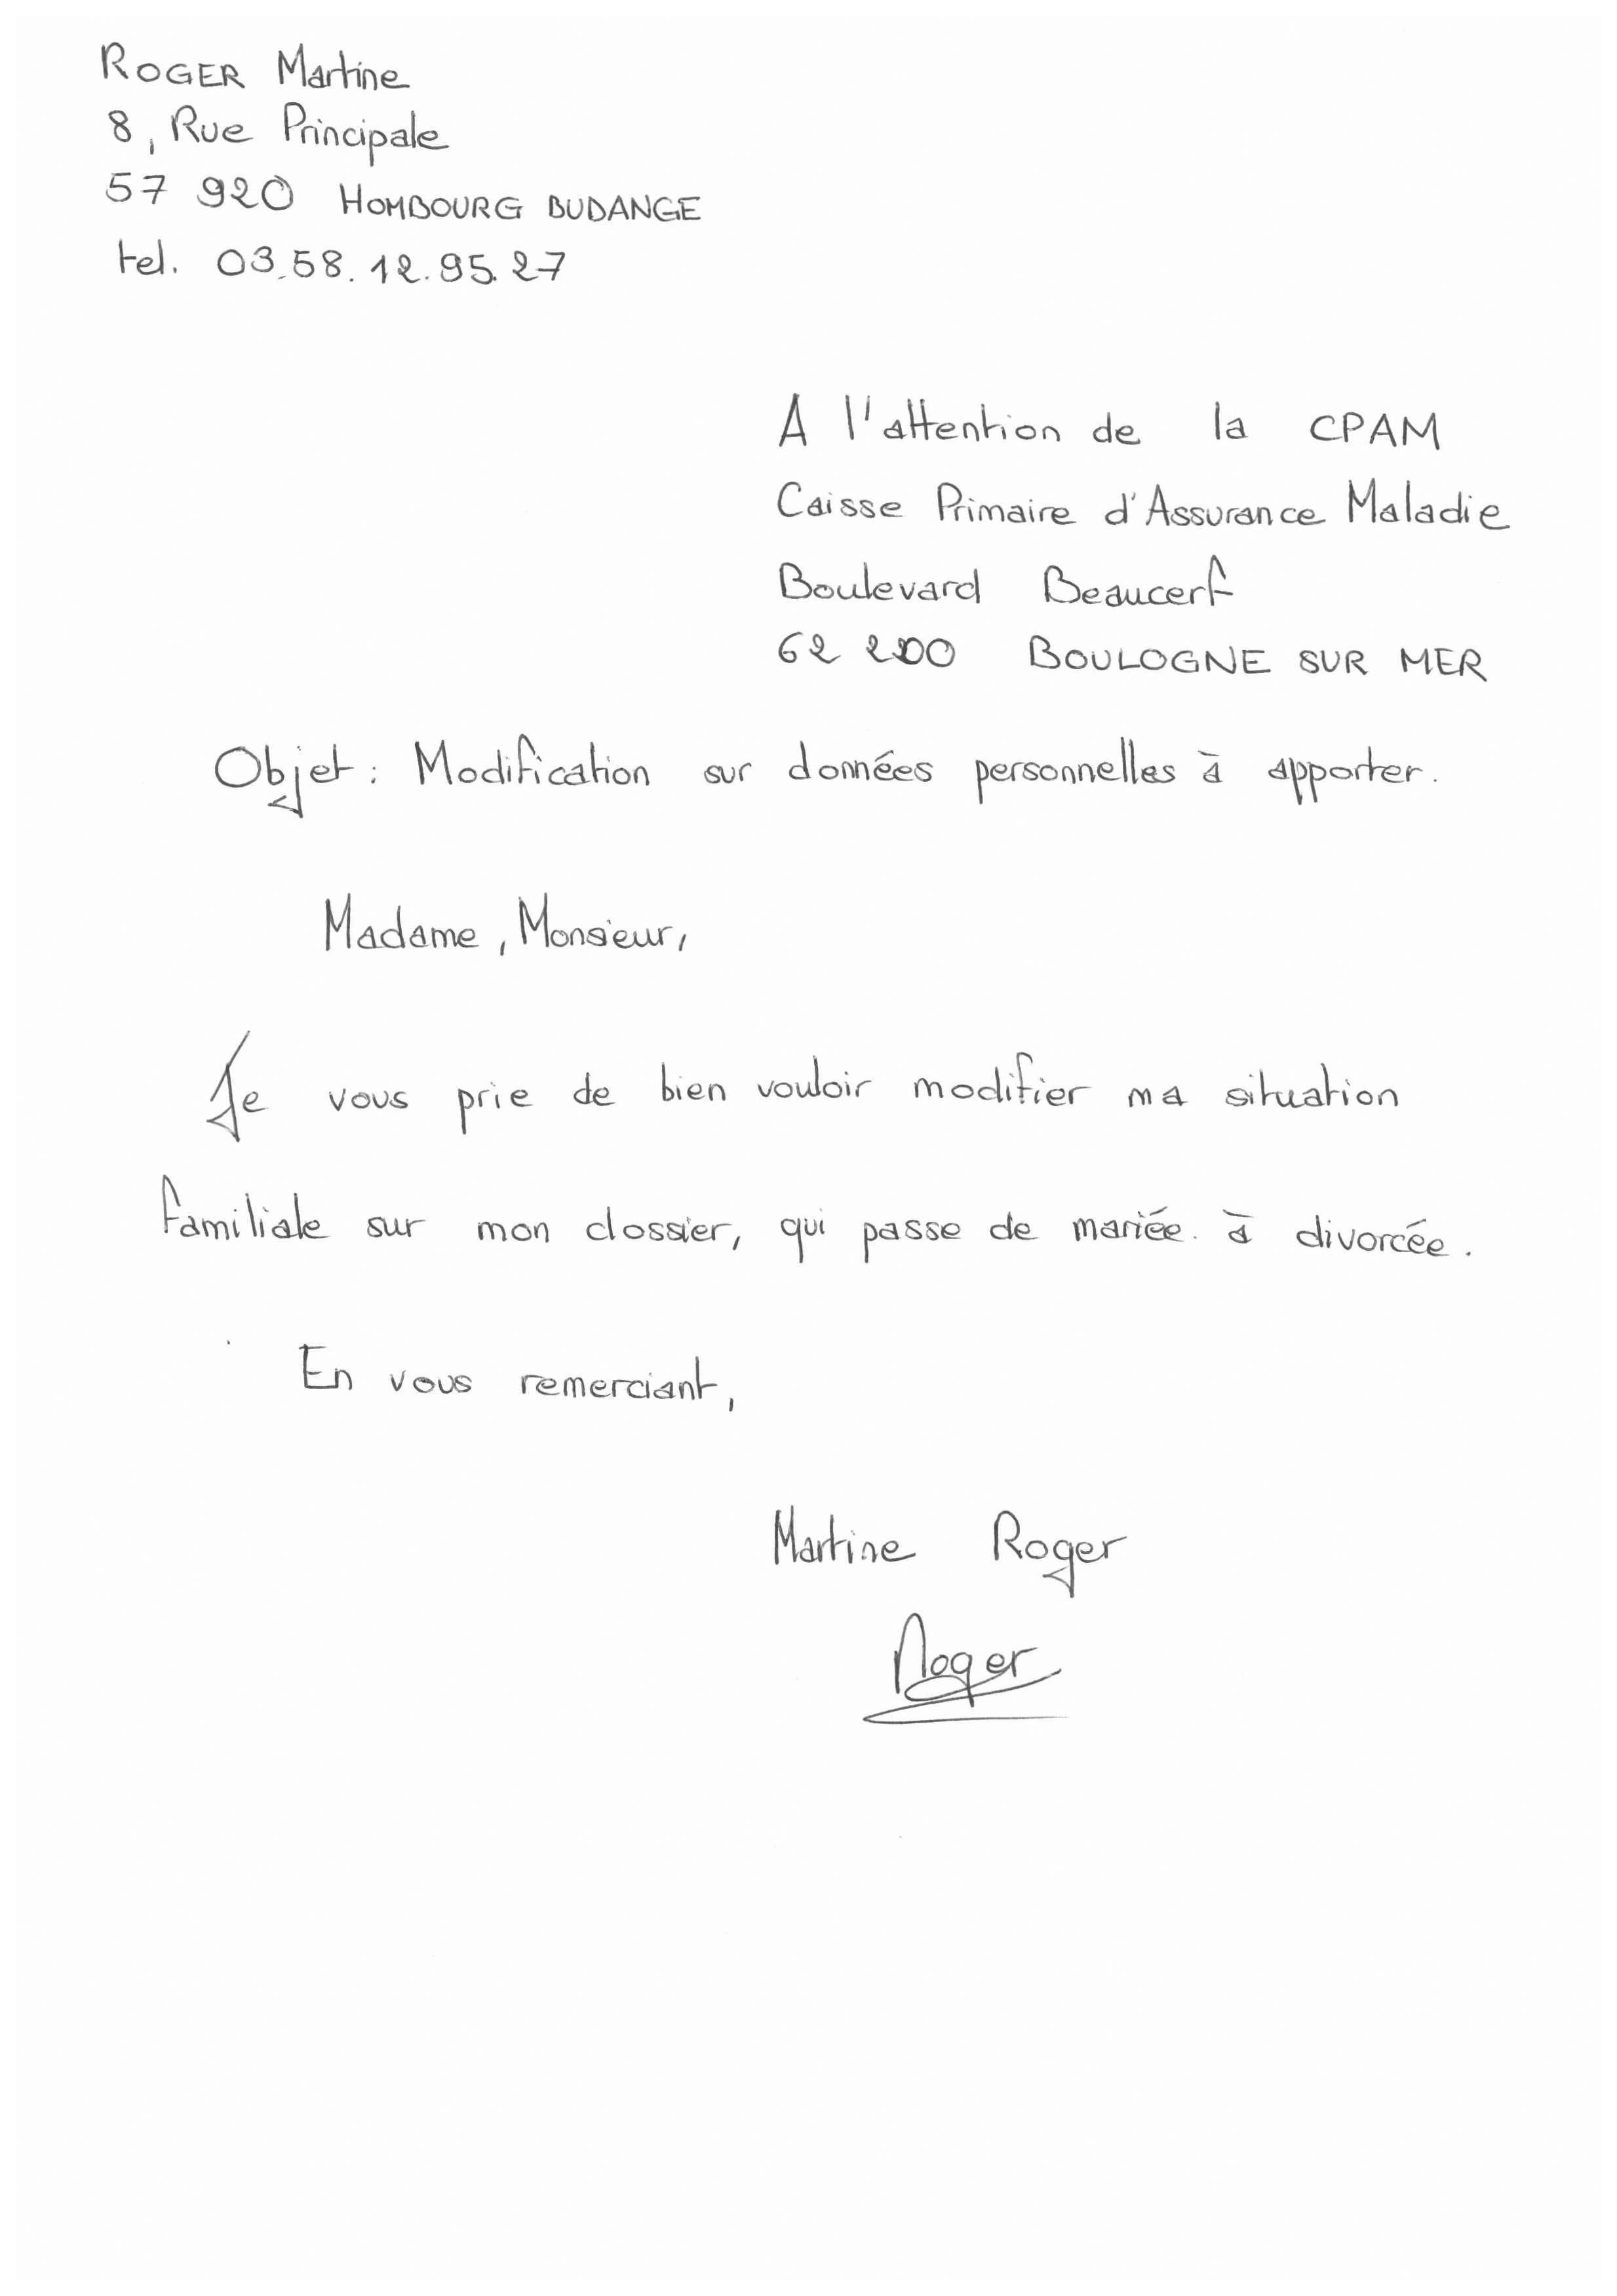 ROGER Martine
8, Rue Principale
57 920 HOMBOURG BUDANGE
tel. 03.58.12.95.27
A l'attention de la CPAM
Caisse Primaire d'Assurance Maladie
Boulevard Beaucerf
62 200 BOULOGNE SUR MER
Objet : Modification sur données personnelles à apporter.
Madame, Monsieur,
Je vous prie de bien vouloir modifier ma situation
familiale sur mon dossier, qui passe de mariée à divorcée.
En vous remerciant,
Martine Roger
Roger